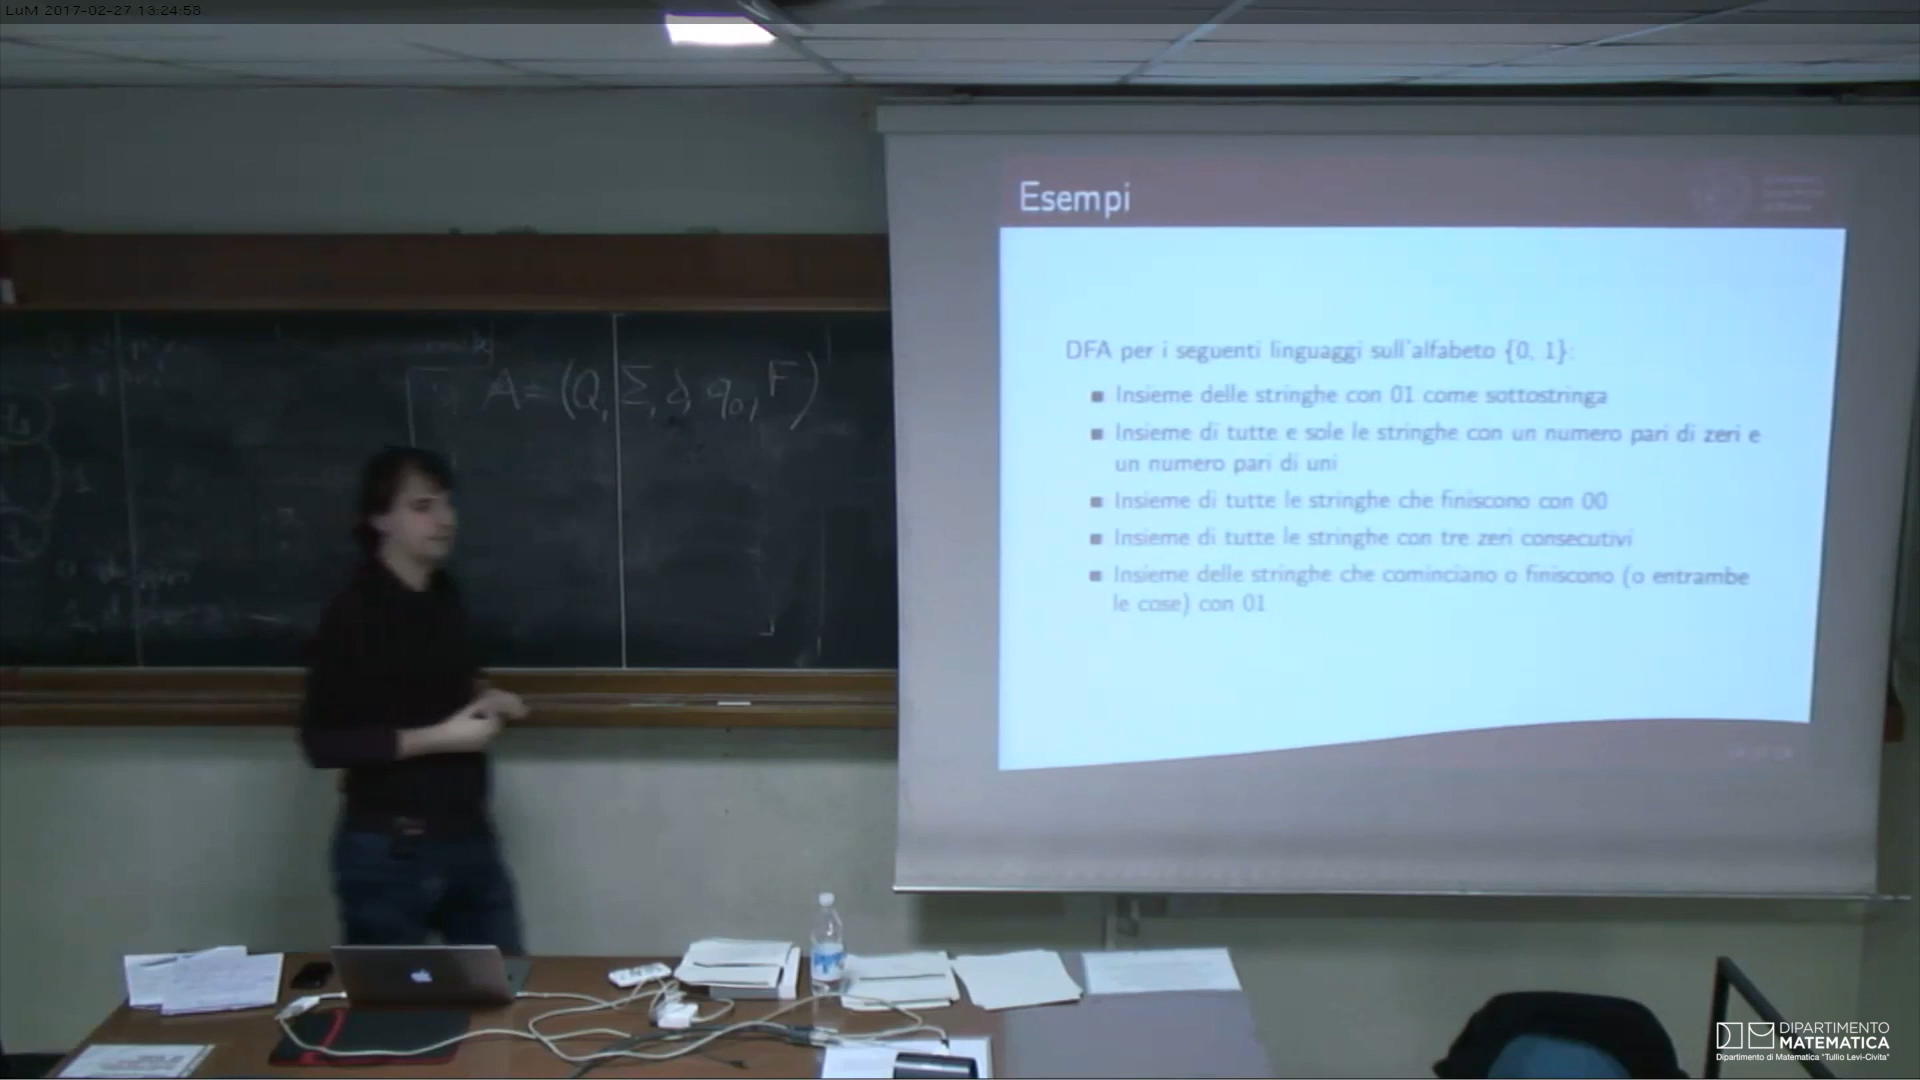 LuM 2017-02-27 13:24:58
A=(Q, Σ, δ, q0, F)
Esempi
DFA per i seguenti linguaggi sull'alfabeto {0, 1}:
Insieme delle stringhe con 01 come sottostringa
Insieme di tutte e sole le stringhe con un numero pari di zeri e
un numero pari di uni
Insieme di tutte le stringhe che finiscono con 00
Insieme di tutte le stringhe con tre zeri consecutivi
Insieme delle stringhe che cominciano o finiscono (o entrambe
le cose) con 01
DIPARTIMENTO
MATEMATICA
Dipartimento di Matematica "Tullio Levi-Civita"